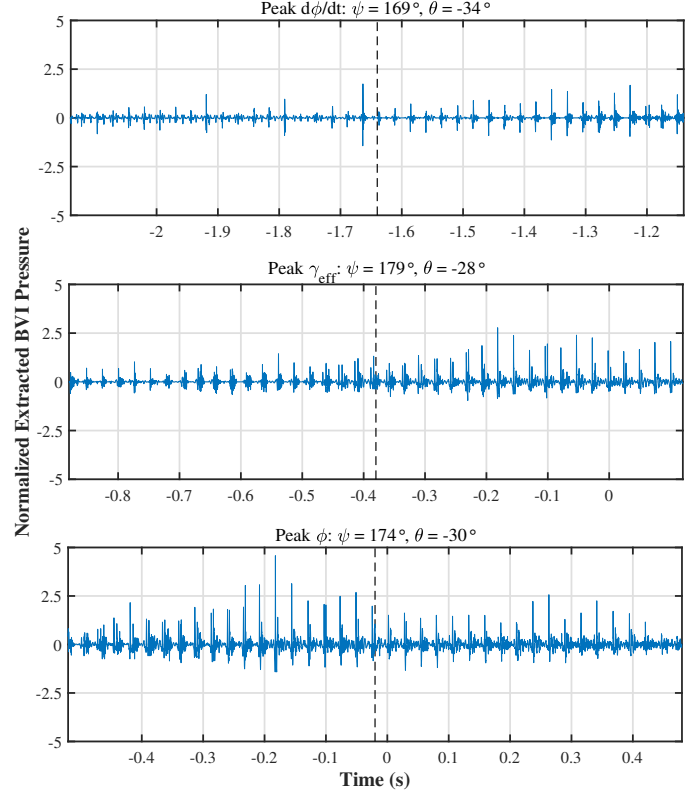 Peak dϕ/dt: ψ = 169°, θ = -34°
5
2.5
0
-2.5
-5
-2 -1.9 -1.8 -1.7 -1.6 -1.5 -1.4 -1.3 -1.2
Peak γeff: ψ = 179°, θ = -28°
5
2.5
0
-2.5
-5
-0.8 -0.7 -0.6 -0.5 -0.4 -0.3 -0.2 -0.1 0
Normalized Extracted BVI Pressure
Peak ϕ: ψ = 174°, θ = -30°
5
2.5
0
-2.5
-5
-0.4 -0.3 -0.2 -0.1 0 0.1 0.2 0.3 0.4
Time (s)